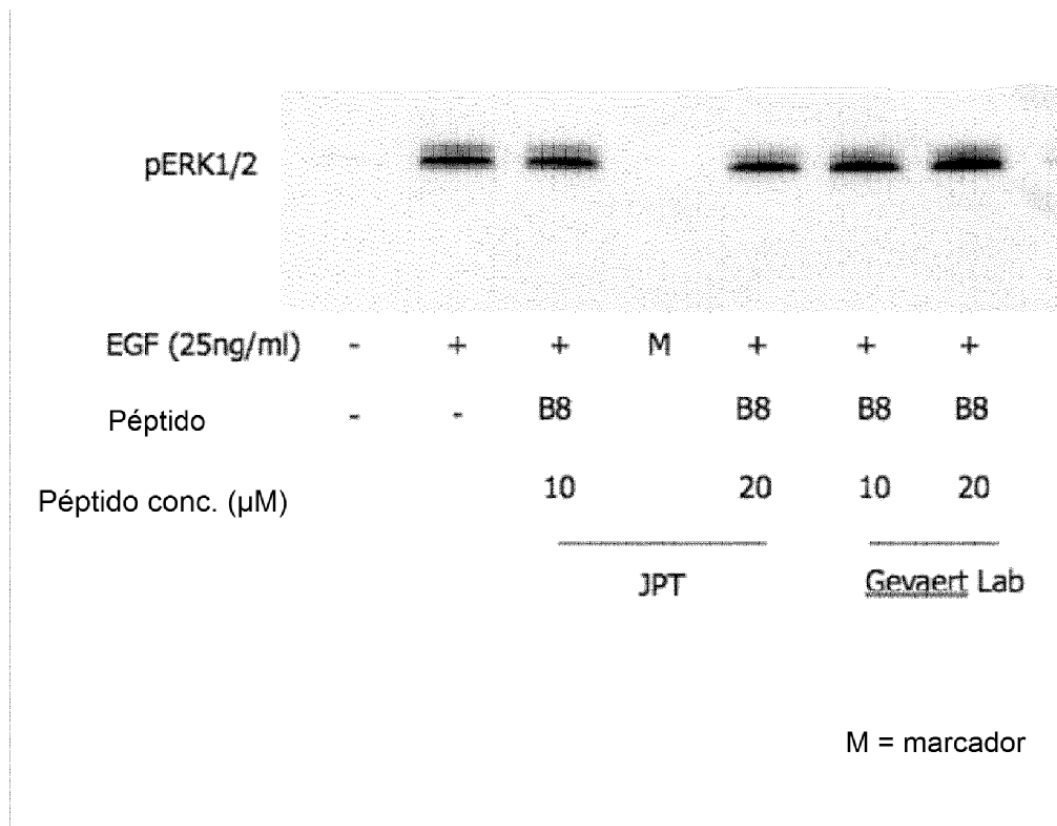 pERK1/2
EGF (25ng/ml) - + + M + + +
Péptido - - B8 B8 B8 B8
Péptido conc. (µM) 10 20 10 20
JPT Gevaert Lab
M = marcador